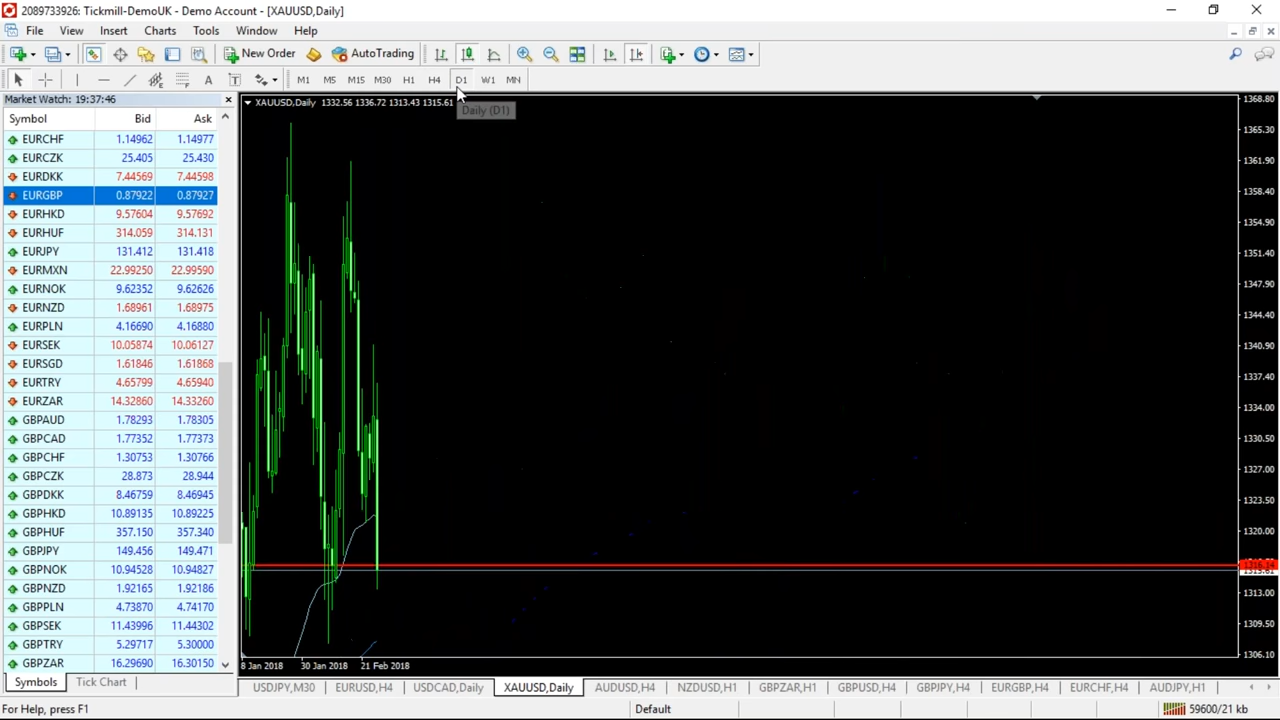 2089733926: Tickmill-DemoUK - Demo Account - [XAUUSD,Daily]
File View Insert Charts Tools Window Help
New Order AutoTrading
A T M1 M5 M15 M30 H1 H4 D1 W1 MN
Market Watch: 19:37:46
Symbol Bid Ask
EURCHF 1.14962 1.14977
EURCZK 25.405 25.430
EURDKK 7.44569 7.44598
EURGBP 0.87922 0.87927
EURHKD 9.57604 9.57692
EURHUF 314.059 314.131
EURJPY 131.412 131.418
EURMXN 22.99250 22.99590
EURNOK 9.62352 9.62626
EURNZD 1.68961 1.68975
EURPLN 4.16690 4.16880
EURSEK 10.05874 10.06127
EURSGD 1.61846 1.61868
EURTRY 4.65799 4.65940
EURZAR 14.32860 14.33260
GBPAUD 1.78293 1.78305
GBPCAD 1.77352 1.77373
GBPCHF 1.30753 1.30766
GBPCZK 28.873 28.944
GBPDKK 8.46759 8.46945
GBPHKD 10.89135 10.89225
GBPHUF 357.150 357.340
GBPJPY 149.456 149.471
GBPNOK 10.94528 10.94827
GBPNZD 1.92165 1.92186
GBPPLN 4.73870 4.74170
GBPSEK 11.43996 11.44302
GBPTRY 5.29717 5.30000
GBPZAR 16.29690 16.30150
Symbols Tick Chart
XAUUSD,Daily 1332.56 1336.72 1313.43 1315.61
Daily (D1)
1368.80
1365.30
1361.90
1358.40
1354.90
1351.40
1347.90
1344.40
1340.90
1337.40
1334.00
1330.50
1327.00
1323.50
1320.00
1316.14
1315.61
1313.00
1309.50
1306.10
8 Jan 2018 30 Jan 2018 21 Feb 2018
USDJPY,M30 EURUSD,H4 USDCAD,Daily XAUUSD,Daily AUDUSD,H4 NZDUSD,H1 GBPZAR,H1 GBPUSD,H4 GBPJPY,H4 EURGBP,H4 EURCHF,H4 AUDJPY,H1
For Help, press F1 Default 59600/21 kb